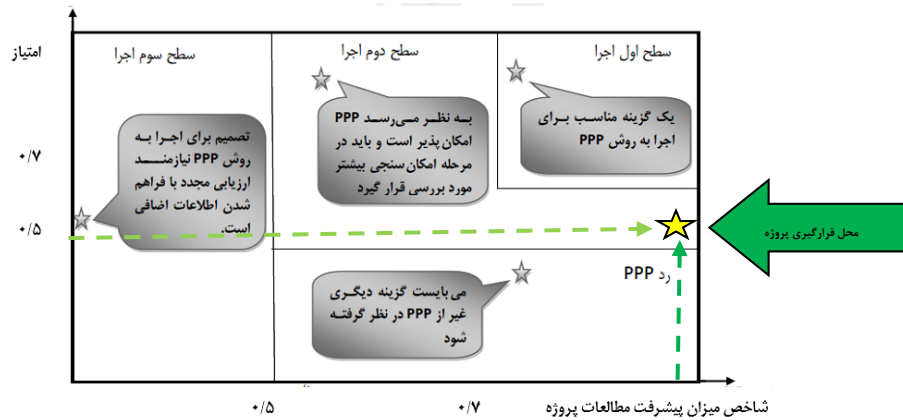 امتیاز
سطح سوم اجرا
سطح دوم اجرا
سطح اول اجرا
یک گزینه مناسب برای
اجرا به روش PPP
به نظر می‌رسد PPP
امکان پذیر است و باید در
مرحله امکان سنجی بیشتر
مورد بررسی قرار گیرد
تصمیم برای اجرا به
روش PPP نیازمند
ارزیابی مجدد با فراهم
شدن اطلاعات اضافی
است.
۰/۷
۰/۵
محل قرارگیری پروژه
رد PPP
می بایست گزینه دیگری
غیر از PPP در نظر گرفته
شود
۰/۵
۰/۷
شاخص میزان پیشرفت مطالعات پروژه